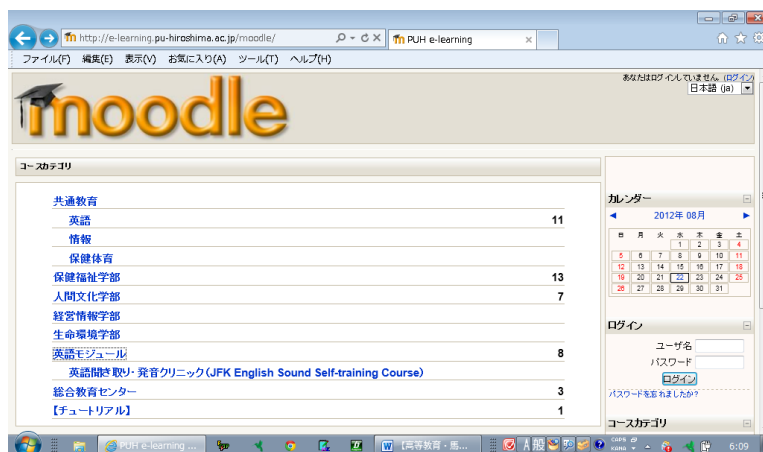 http://e-learning.pu-hiroshima.ac.jp/moodle/
PUH e-learning
ファイル(F) 編集(E) 表示(V) お気に入り(A) ツール(T) ヘルプ(H)
あなたはログインしていません。(ログイン)
日本語 (ja)
moodle
コースカテゴリ
共通教育
英語 11
情報
保健体育
保健福祉学部 13
人間文化学部 7
経営情報学部
生命環境学部
英語モジュール 8
英語聞き取り・発音クリニック(JFK English Sound Self-training Course)
総合教育センター 3
【チュートリアル】 1
カレンダー
2012年 08月
日 月 火 水 木 金 土
1 2 3 4
5 6 7 8 9 10 11
12 13 14 15 16 17 18
19 20 21 22 23 24 25
26 27 28 29 30 31
ログイン
ユーザ名
パスワード
ログイン
パスワードを忘れましたか?
コースカテゴリ
PUH e-learning ...
【高等教育・馬...
A 般
CAPS
KANA
6:09